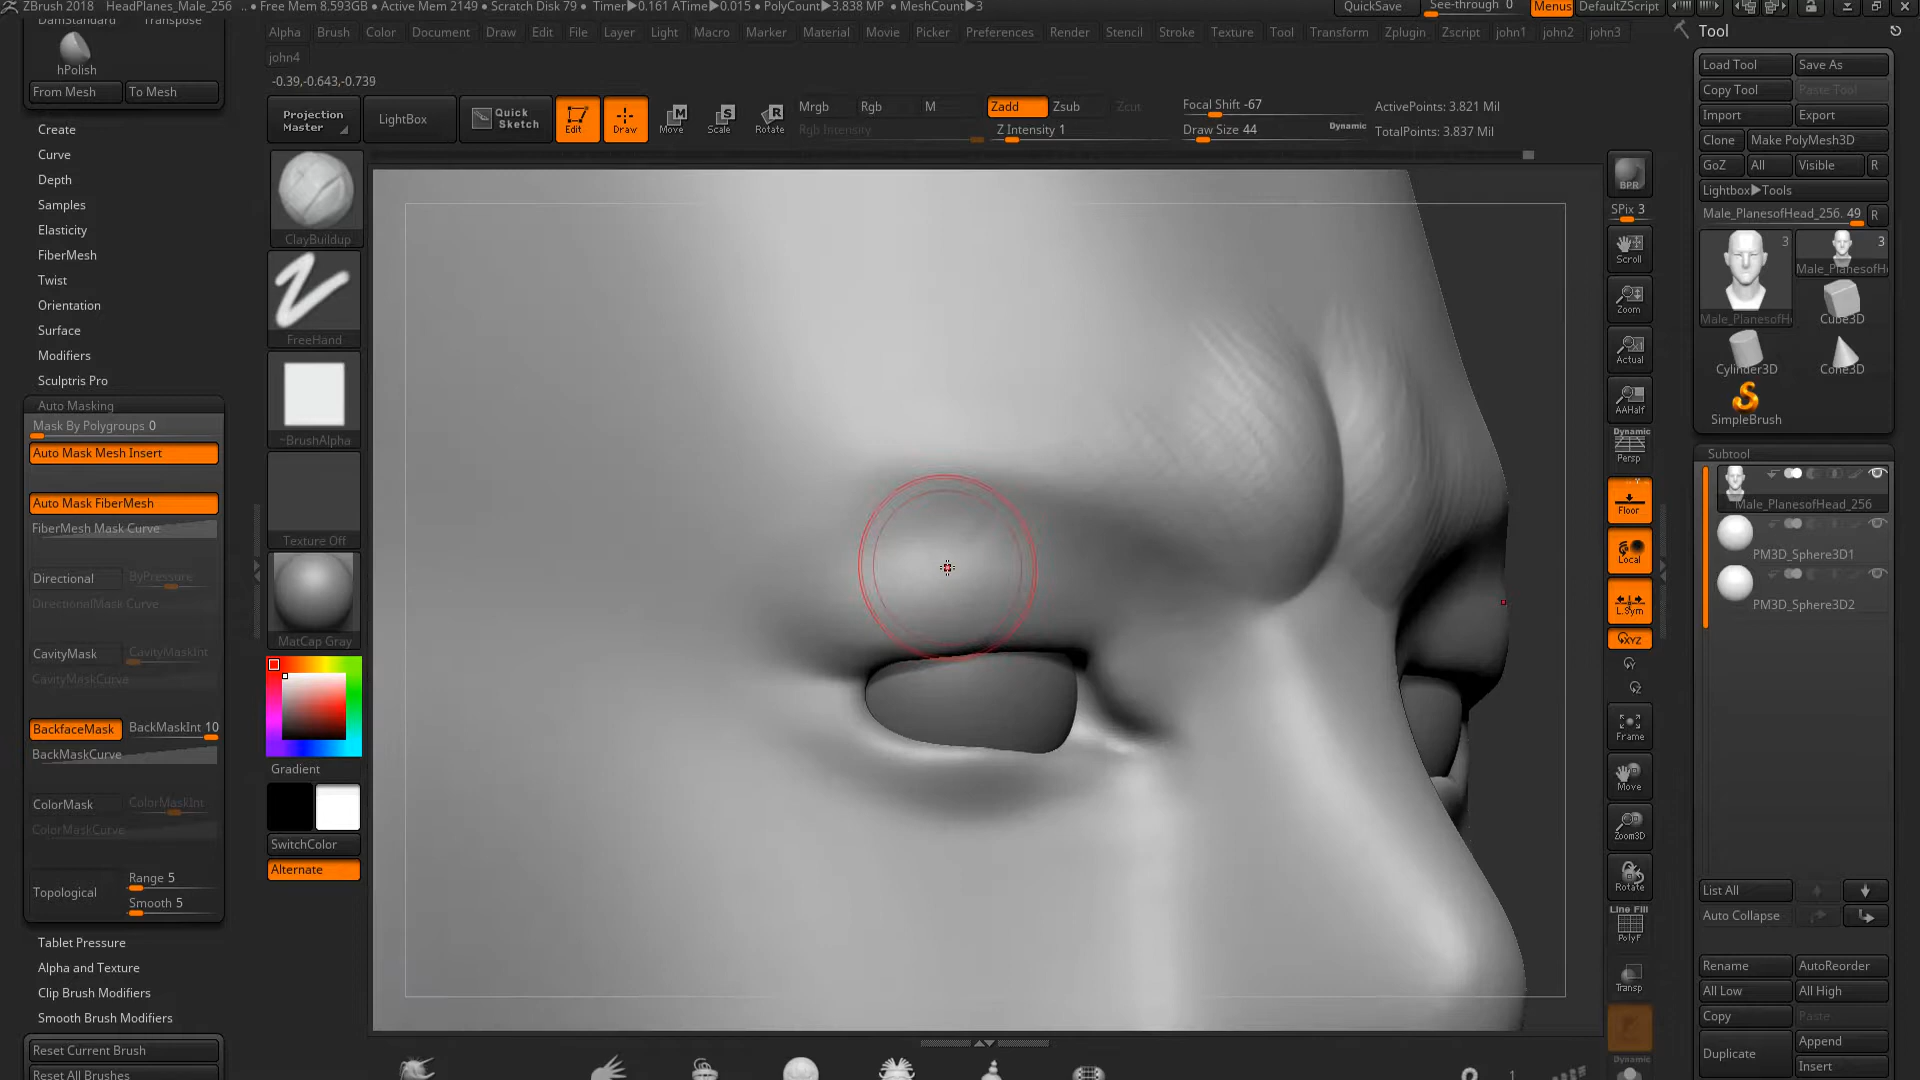 ZBrush 2018 HeadPlanes_Male_256 .. • Free Mem 8.593GB • Active Mem 2149 • Scratch Disk 79 • Timer▶0.161 ATime▶0.015 • PolyCount▶3.838 MP • MeshCount▶3 QuickSave See-through 0 Menus DefaultZScript
DamStandard Transpose
hPolish
From Mesh To Mesh
Create
Curve
Depth
Samples
Elasticity
FiberMesh
Twist
Orientation
Surface
Modifiers
Sculptris Pro
Auto Masking
Mask By Polygroups 0
Auto Mask Mesh Insert
Auto Mask FiberMesh
FiberMesh Mask Curve
Directional ByPressure
DirectionalMask Curve
CavityMask CavityMaskInt
CavityMaskCurve
BackfaceMask BackMaskInt 10
BackMaskCurve
ColorMask ColorMaskInt
ColorMaskCurve
Range 5
Topological
Smooth 5
Tablet Pressure
Alpha and Texture
Clip Brush Modifiers
Smooth Brush Modifiers
Reset Current Brush
Reset All Brushes
Alpha Brush Color Document Draw Edit File Layer Light Macro Marker Material Movie Picker Preferences Render Stencil Stroke Texture Tool Transform Zplugin Zscript john1 john2 john3
john4
-0.39,-0.643,-0.739
Projection Master
LightBox
Quick Sketch
Edit Draw Move Scale Rotate
Mrgb Rgb M Zadd Zsub Zcut
Rgb Intensity Z Intensity 1
Focal Shift -67
Draw Size 44 Dynamic
ActivePoints: 3.821 Mil
TotalPoints: 3.837 Mil
ClayBuildup
FreeHand
~BrushAlpha
Texture Off
MatCap Gray
Gradient
SwitchColor
Alternate
BPR
SPix 3
Scroll
Zoom
Actual
AAHalf
Dynamic
Persp
Floor
Local
L.Sym
XYZ
Y
Z
Frame
Move
Zoom3D
Rotate
Line Fill
PolyF
Transp
Dynamic
1
Tool
Load Tool Save As
Copy Tool Paste Tool
Import Export
Clone Make PolyMesh3D
GoZ All Visible R
Lightbox▶Tools
Male_PlanesofHead_256. 49 R
3 3
Male_PlanesofH
Male_PlanesofH Cube3D
Cylinder3D Cone3D
SimpleBrush
Subtool
Male_PlanesofHead_256
PM3D_Sphere3D1
PM3D_Sphere3D2
List All
Auto Collapse
Rename AutoReorder
All Low All High
Copy Paste
Duplicate Append
Insert